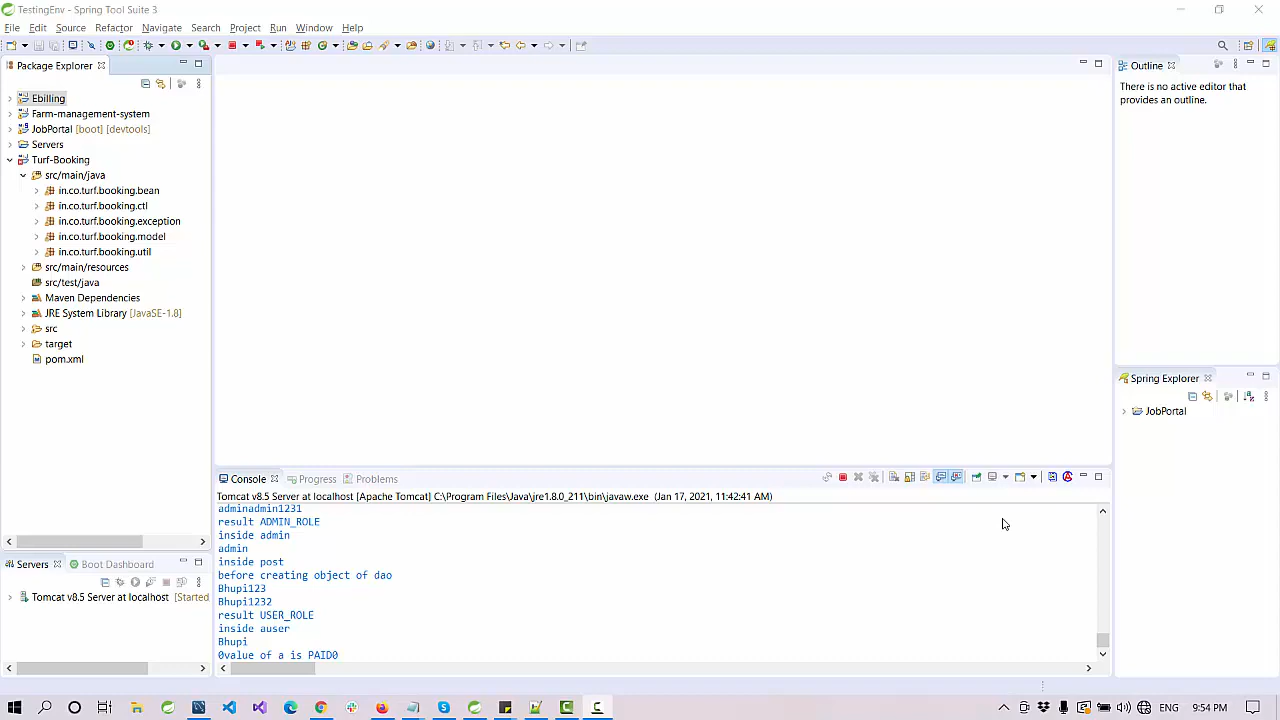 TestingEnv - Spring Tool Suite 3
File Edit Source Refactor Navigate Search Project Run Window Help
Package Explorer
Ebilling
Farm-management-system
JobPortal [boot] [devtools]
Servers
Turf-Booking
src/main/java
in.co.turf.booking.bean
in.co.turf.booking.ctl
in.co.turf.booking.exception
in.co.turf.booking.model
in.co.turf.booking.util
src/main/resources
src/test/java
Maven Dependencies
JRE System Library [JavaSE-1.8]
src
target
pom.xml
Servers Boot Dashboard
Tomcat v8.5 Server at localhost [Started
Console Progress Problems
Tomcat v8.5 Server at localhost [Apache Tomcat] C:\Program Files\Java\jre1.8.0_211\bin\javaw.exe (Jan 17, 2021, 11:42:41 AM)
adminadmin1231
result ADMIN_ROLE
inside admin
admin
inside post
before creating object of dao
Bhupi123
Bhupi1232
result USER_ROLE
inside auser
Bhupi
0value of a is PAID0
Outline
There is no active editor that
provides an outline.
Spring Explorer
JobPortal
ENG 9:54 PM